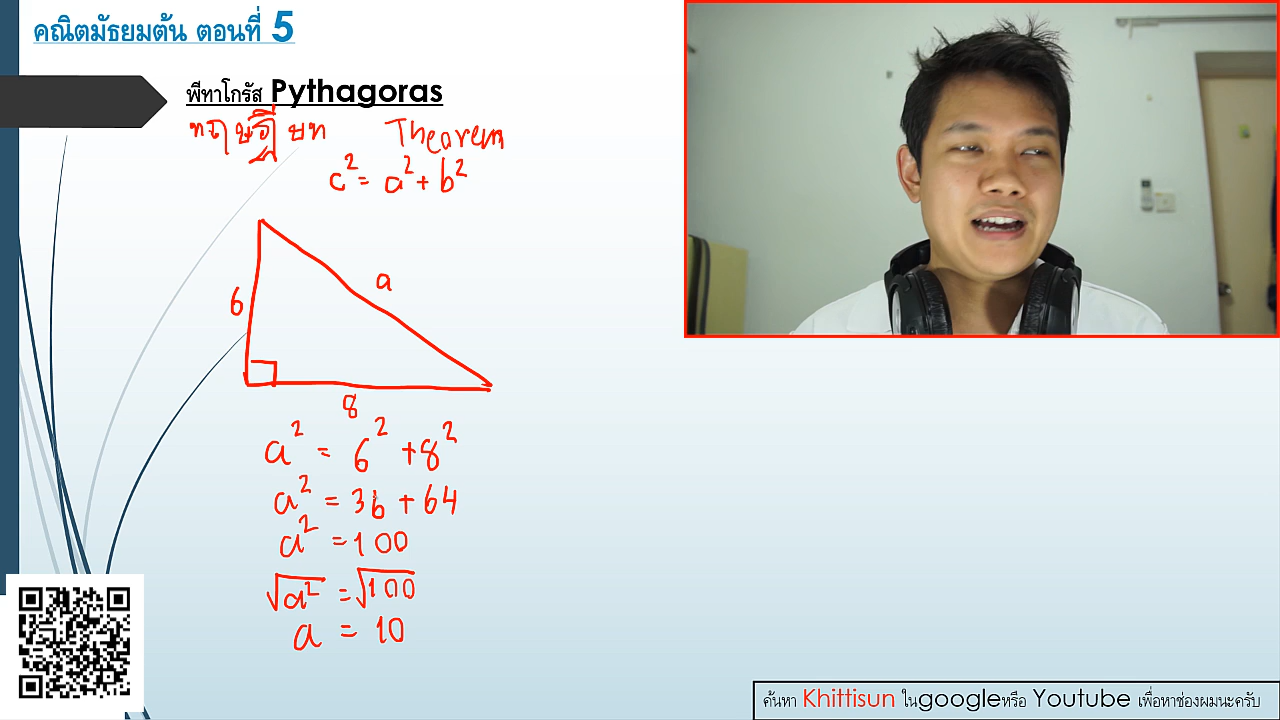 คณิตมัธยมต้น ตอนที่ 5
พีทาโกรัส Pythagoras
ทฤษฎีบท Theorem
c² = a² + b²
6
a
8
a² = 6² + 8²
a² = 36 + 64
a² = 100
√a² = √100
a = 10
ค้นหา Khittisun ในgoogleหรือ Youtube เพื่อหาช่องผมนะครับ